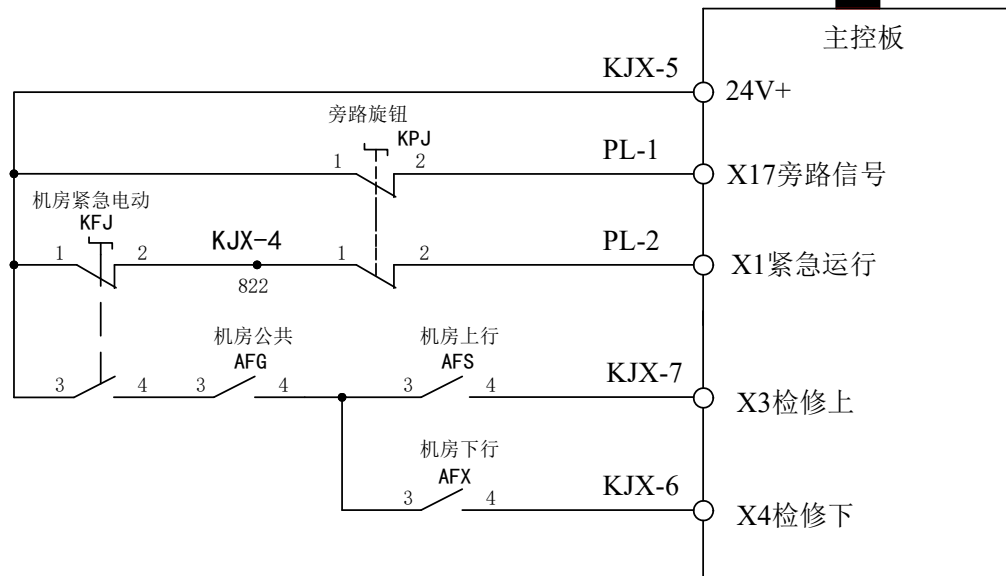 主控板
KJX-5
24V+
旁路旋钮
KPJ
1 2
PL-1
X17旁路信号
机房紧急电动
KFJ
1 2
KJX-4
822
1 2
PL-2
X1紧急运行
机房公共
AFG
机房上行
AFS
3 4
3 4
3 4
KJX-7
X3检修上
机房下行
AFX
3 4
KJX-6
X4检修下